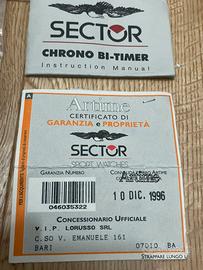 SECTOR
CHRONO BI-TIMER
Instruction Manual
Artime
CERTIFICATO DI
GARANZIA e PROPRIETÀ
SECTOR
SPORT WATCHES
GARANZIA NUMERO
046035322
10 DIC. 1996
CONCESSIONARIO UFFICIALE
V.I.P. LORUSSO SRL
C.SO V. EMANUELE 161
BARI 07010 BA
STRAPPARE LUNGO L